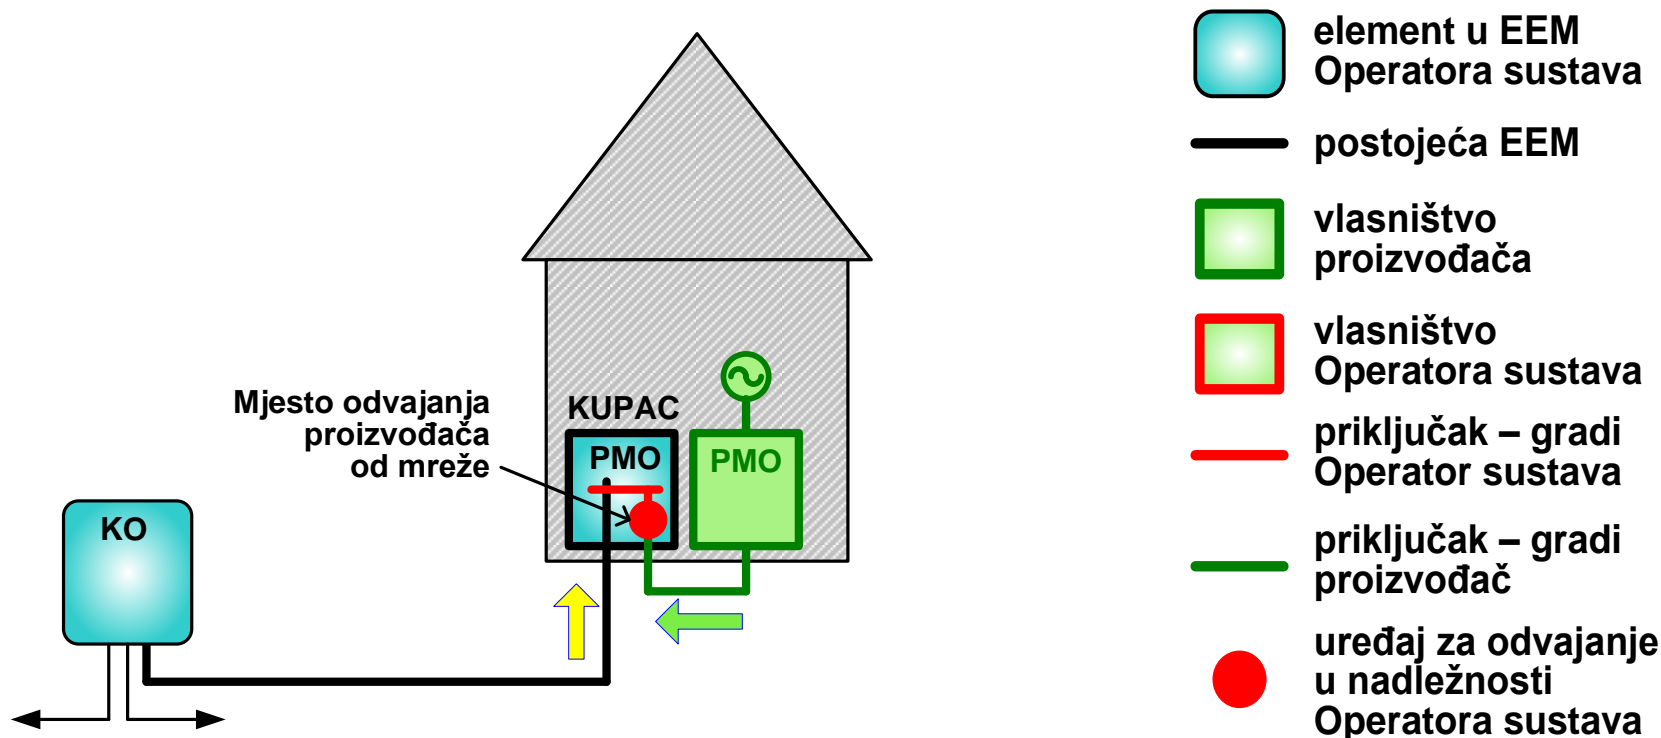 element u EEM
Operatora sustava
postojeća EEM
vlasništvo
proizvođača
vlasništvo
Operatora sustava
Mjesto odvajanja
proizvođača
od mreže
KUPAC
PMO
PMO
priključak – gradi
Operator sustava
KO
priključak – gradi
proizvođač
uređaj za odvajanje
u nadležnosti
Operatora sustava